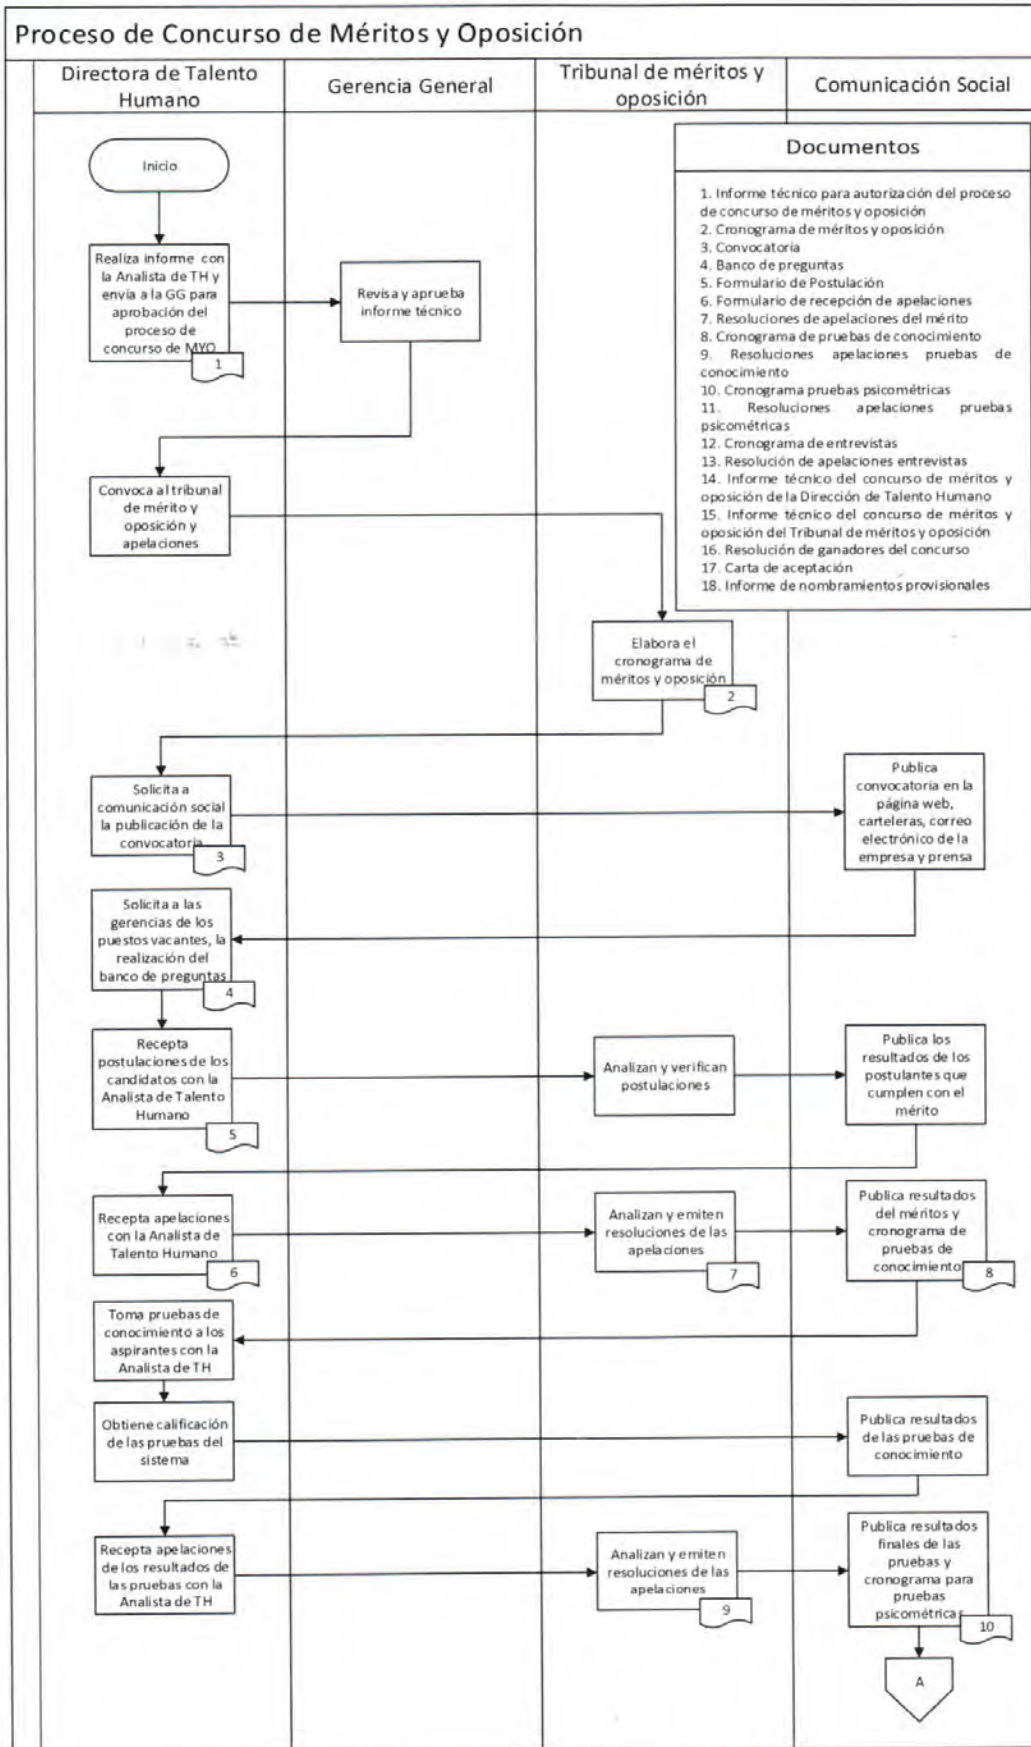 Proceso de Concurso de Méritos y Oposición
Directora de Talento
Humano
Gerencia General
Tribunal de méritos y
oposición
Comunicación Social
Documentos
1. Informe técnico para autorización del proceso
de concurso de méritos y oposición
2. Cronograma de méritos y oposición
3. Convocatoria
4. Banco de preguntas
5. Formulario de Postulación
6. Formulario de recepción de apelaciones
7. Resoluciones de apelaciones del mérito
8. Cronograma de pruebas de conocimiento
9. Resoluciones apelaciones pruebas de
conocimiento
10. Cronograma pruebas psicométricas
11. Resoluciones apelaciones pruebas
psicométricas
12. Cronograma de entrevistas
13. Resolución de apelaciones entrevistas
14. Informe técnico del concurso de méritos y
oposición de la Dirección de Talento Humano
15. Informe técnico del concurso de méritos y
oposición del Tribunal de méritos y oposición
16. Resolución de ganadores del concurso
17. Carta de aceptación
18. Informe de nombramientos provisionales
Inicio
Realiza informe con
la Analista de TH y
envía a la GG para
aprobación del
proceso de
concurso de MYO
1
Revisa y aprueba
informe técnico
Convoca al tribunal
de mérito y
oposición y
apelaciones
Elabora el
cronograma de
méritos y oposición
2
Solicita a
comunicación social
la publicación de la
convocatoria
3
Publica
convocatoria en la
página web,
carteleras, correo
electrónico de la
empresa y prensa
Solicita a las
gerencias de los
puestos vacantes, la
realización del
banco de preguntas
4
Recepta
postulaciones de los
candidatos con la
Analista de Talento
Humano
5
Analizan y verifican
postulaciones
Publica los
resultados de los
postulantes que
cumplen con el
mérito
Recepta apelaciones
con la Analista de
Talento Humano
6
Analizan y emiten
resoluciones de las
apelaciones
7
Publica resultados
del méritos y
cronograma de
pruebas de
conocimiento
8
Toma pruebas de
conocimiento a los
aspirantes con la
Analista de TH
Obtiene calificación
de las pruebas del
sistema
Publica resultados
de las pruebas de
conocimiento
Recepta apelaciones
de los resultados de
las pruebas con la
Analista de TH
Analizan y emiten
resoluciones de las
apelaciones
9
Publica resultados
finales de las
pruebas y
cronograma para
pruebas
psicométricas
10
A